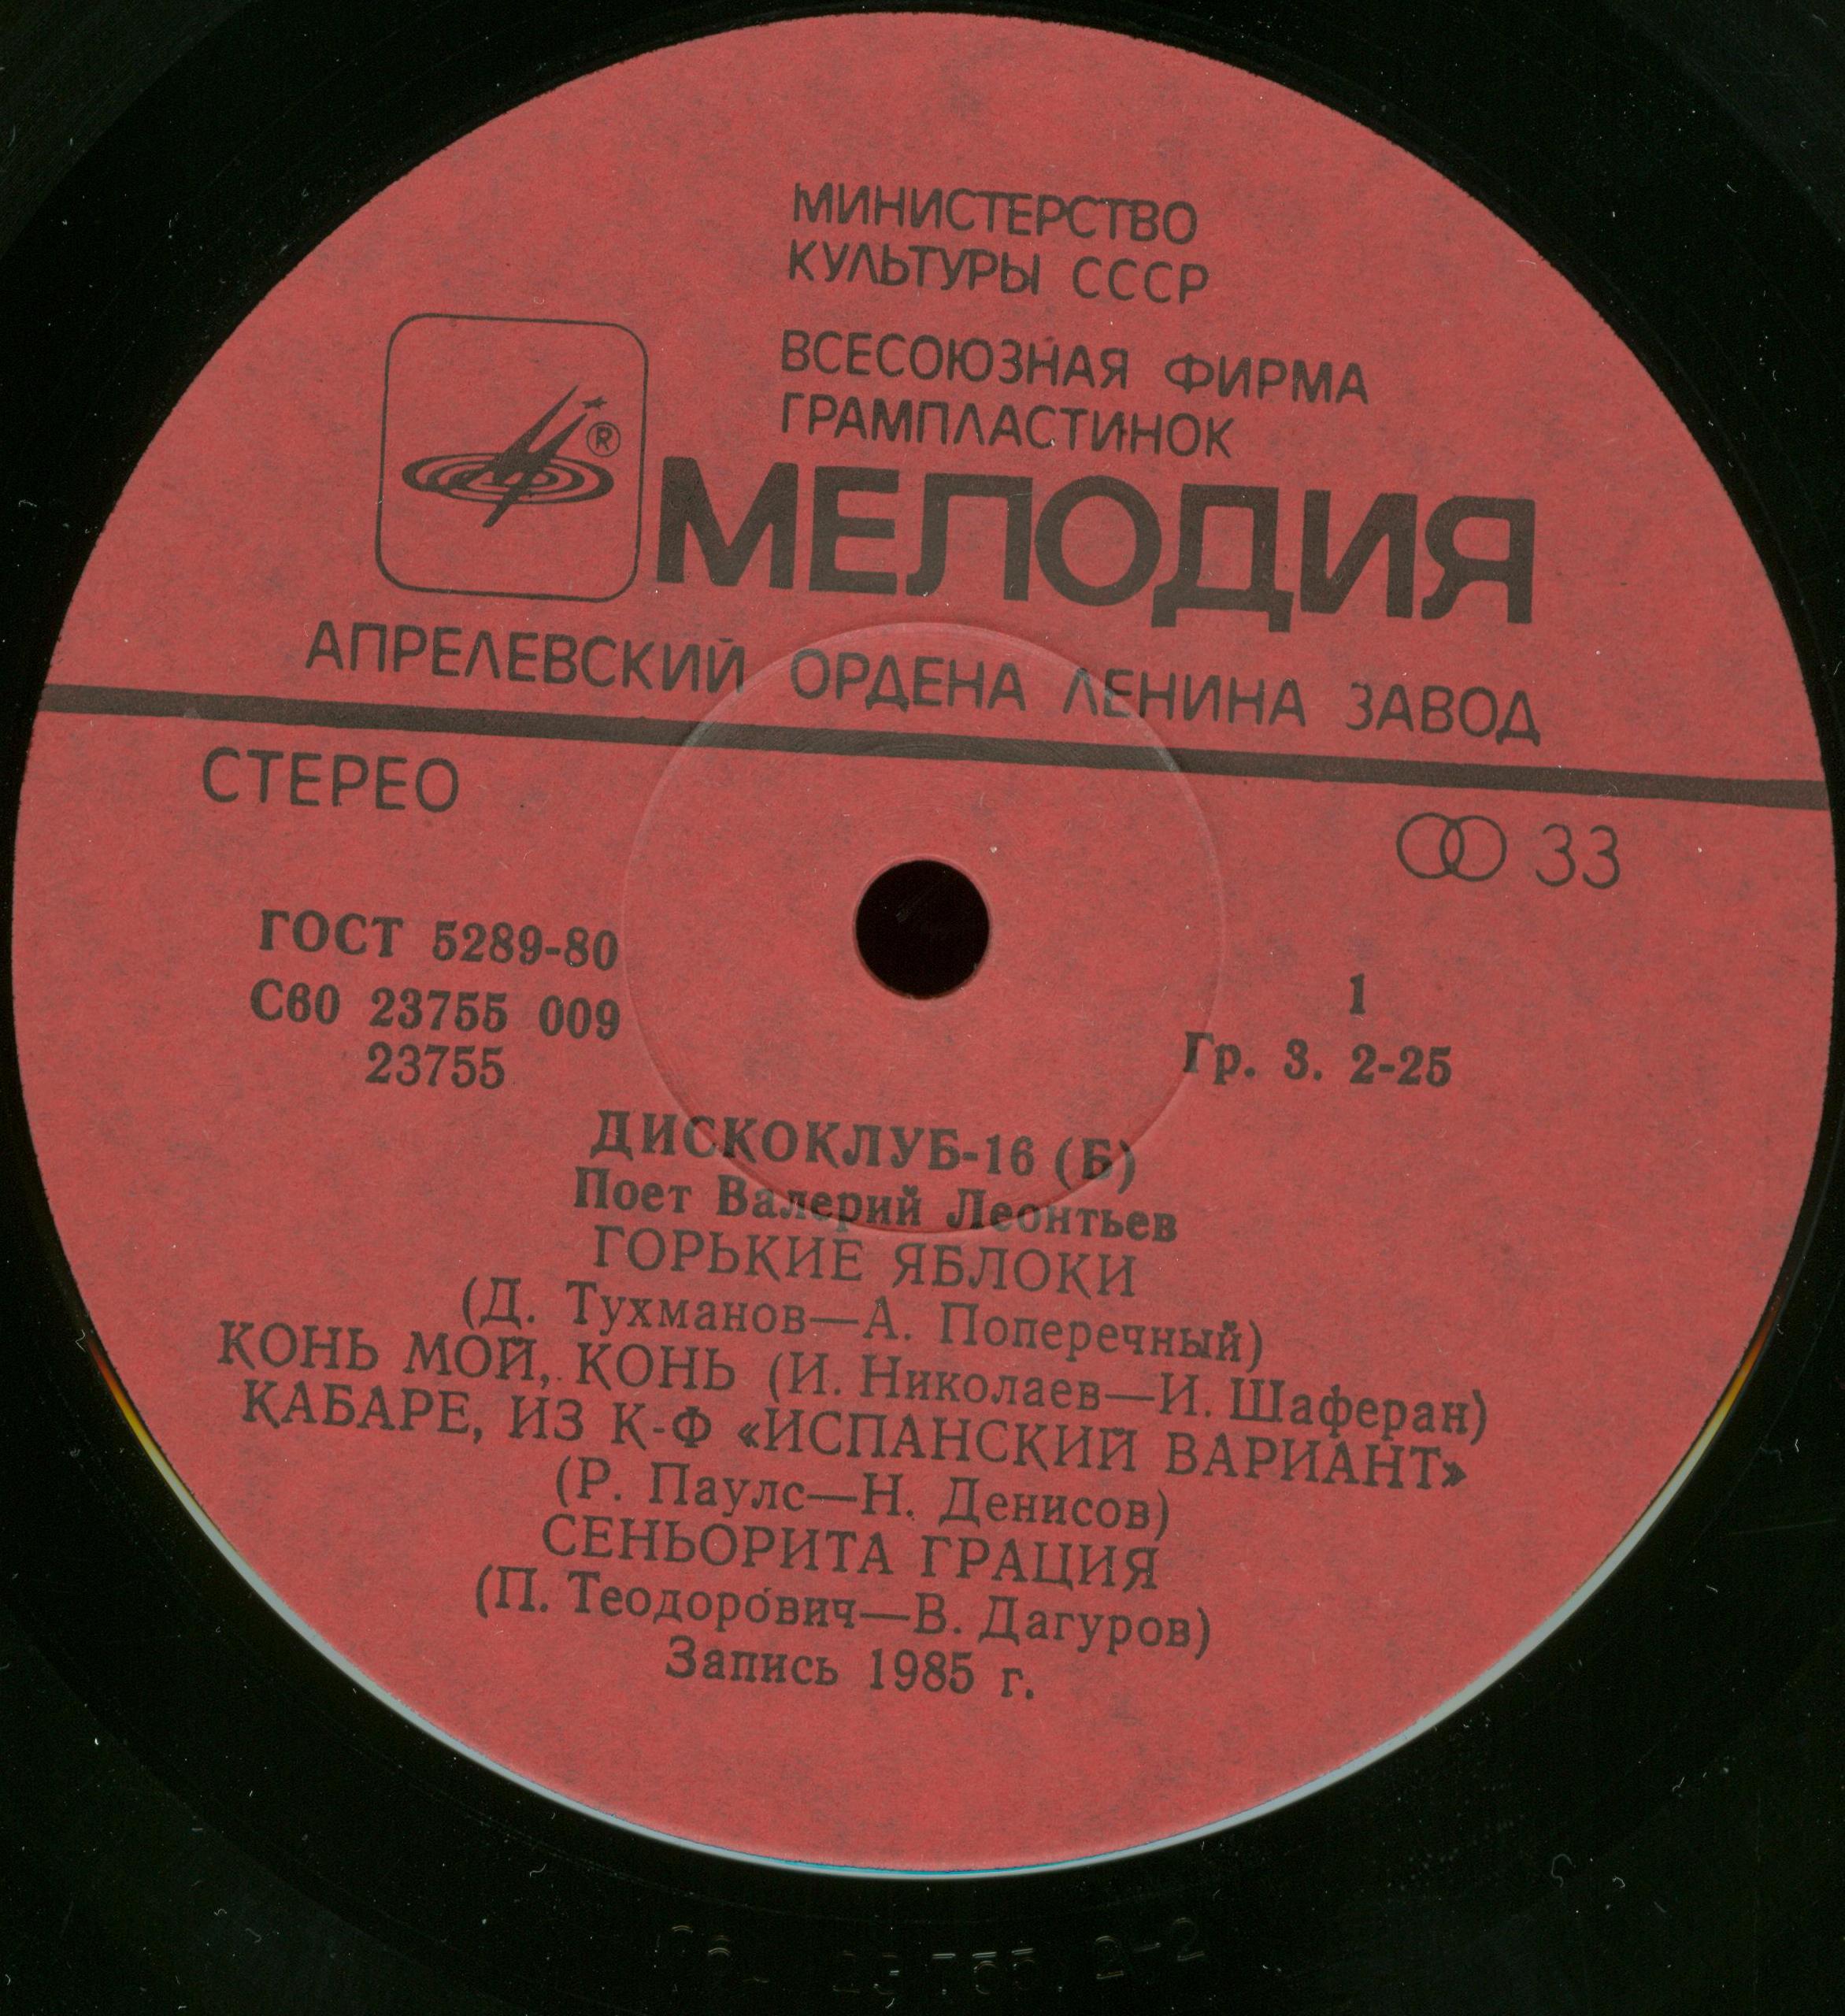 МИНИСТЕРСТВО
КУЛЬТУРЫ СССР
ВСЕСОЮЗНАЯ ФИРМА
ГРАМПЛАСТИНОК
®
МЕЛОДИЯ
АПРЕЛЕВСКИЙ ОРДЕНА ЛЕНИНА ЗАВОД
СТЕРЕО
33
ГОСТ 5289-80
С60 23755 009
23755
1
Гр. 3. 2-25
ДИСКОКЛУБ-16 (Б)
Поет Валерий Леонтьев
ГОРЬКИЕ ЯБЛОКИ
(Д. Тухманов—А. Поперечный)
КОНЬ МОЙ, КОНЬ (И. Николаев—И. Шаферан)
КАБАРЕ, ИЗ К-Ф «ИСПАНСКИЙ ВАРИАНТ»
(Р. Паулс—Н. Денисов)
СЕНЬОРИТА ГРАЦИЯ
(П. Теодоро́вич—В. Дагуров)
Запись 1985 г.